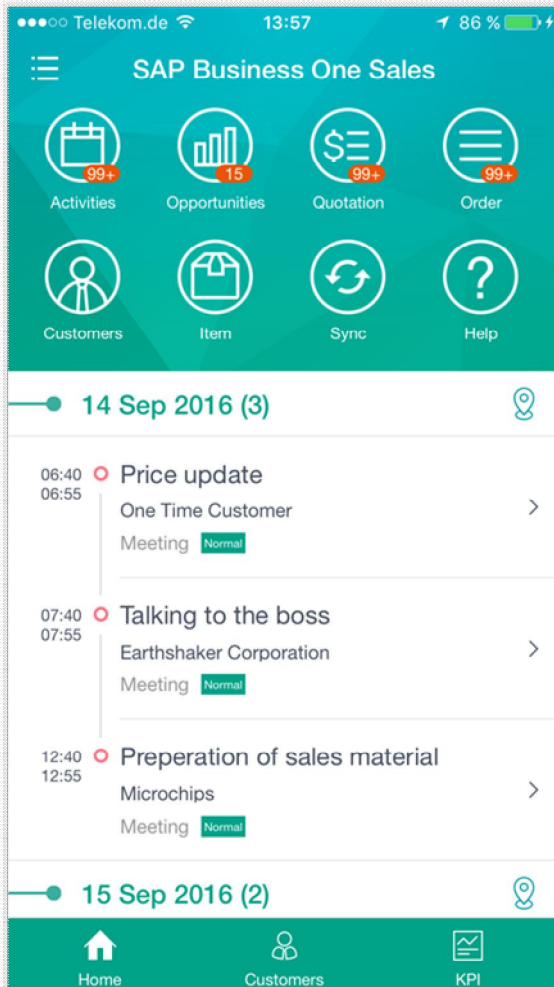 Telekom.de 13:57 86 %
SAP Business One Sales
99+ 15 99+ 99+
Activities Opportunities Quotation Order
Customers Item Sync Help
14 Sep 2016 (3)
06:40 Price update
06:55
One Time Customer
Meeting Normal
07:40 Talking to the boss
07:55
Earthshaker Corporation
Meeting Normal
12:40 Preperation of sales material
12:55
Microchips
Meeting Normal
15 Sep 2016 (2)
Home Customers KPI